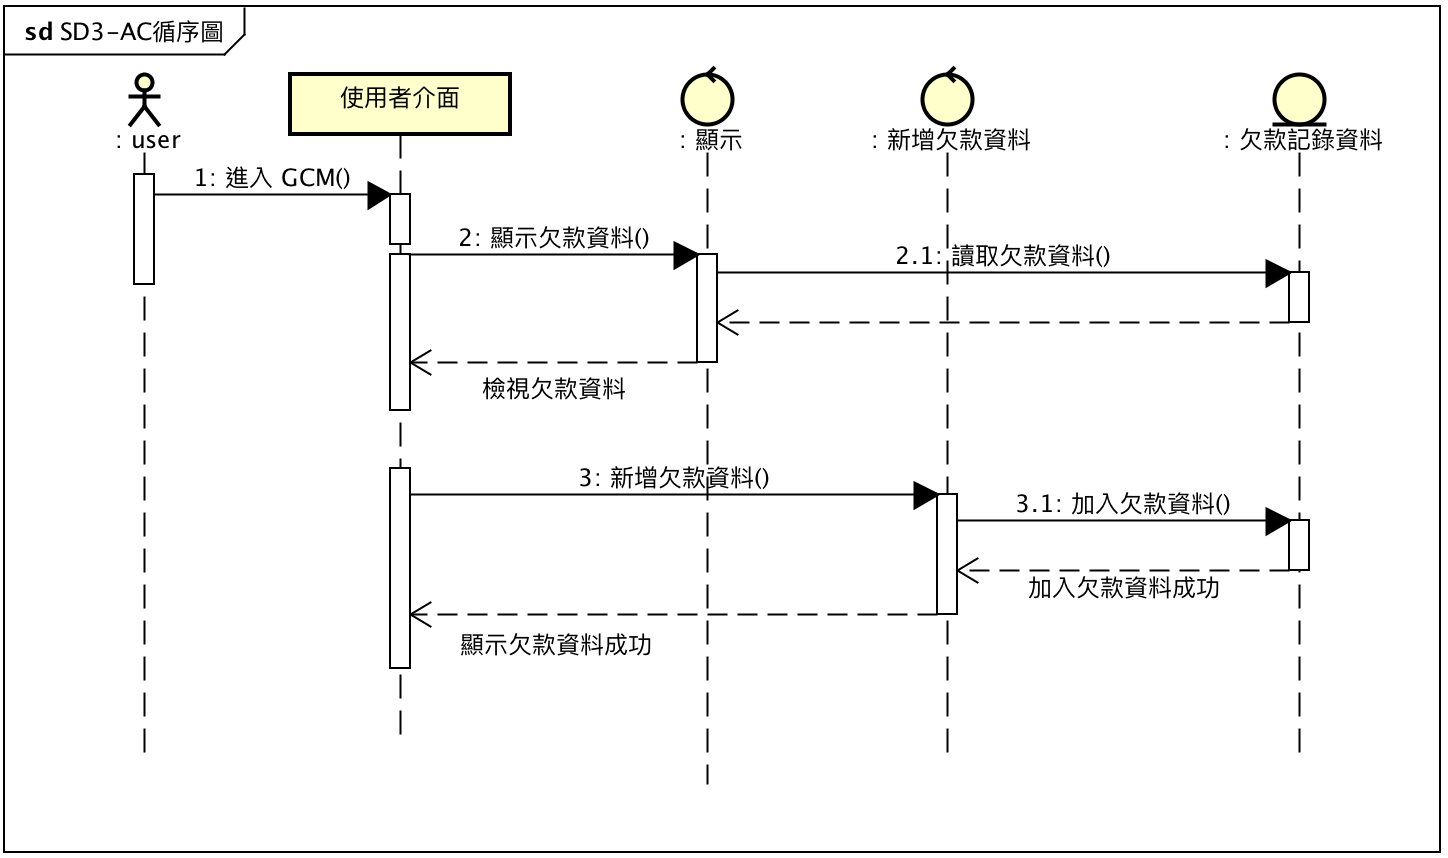 sd SD3-AC循序圖
使用者介面
: user
: 顯示
: 新增欠款資料
: 欠款記錄資料
1: 進入 GCM()
2: 顯示欠款資料()
2.1: 讀取欠款資料()
檢視欠款資料
3: 新增欠款資料()
3.1: 加入欠款資料()
加入欠款資料成功
顯示欠款資料成功